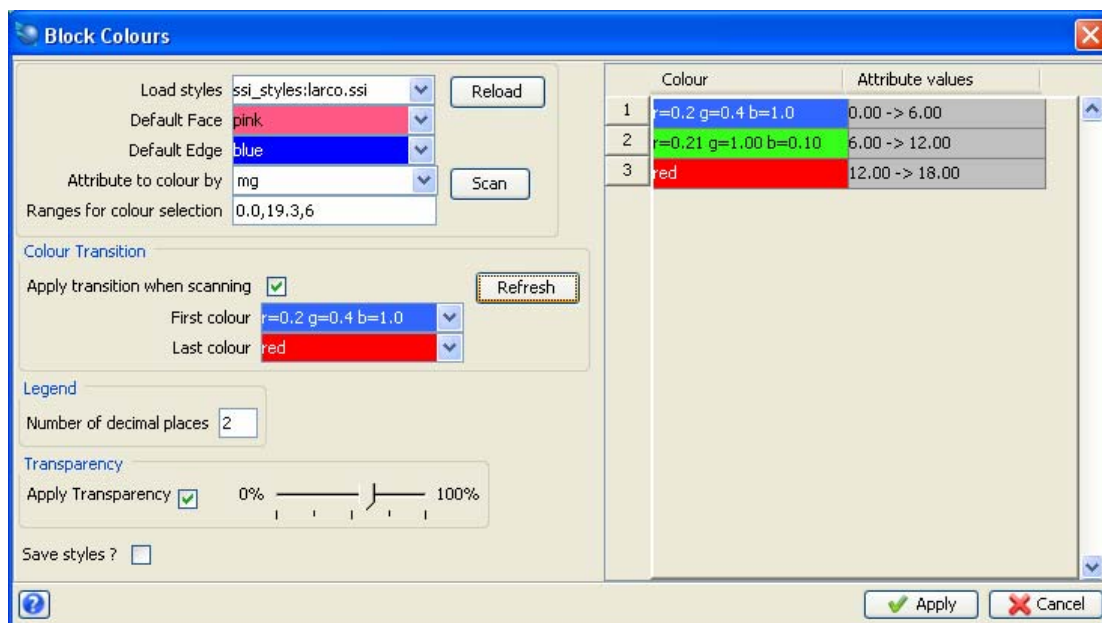 Block Colours
Load styles ssi_styles:larco.ssi Reload
Default Face pink
Default Edge blue
Attribute to colour by mg Scan
Ranges for colour selection 0.0,19.3,6
Colour Transition
Apply transition when scanning Refresh
First colour r=0.2 g=0.4 b=1.0
Last colour red
Legend
Number of decimal places 2
Transparency
Apply Transparency 0% 100%
Save styles ?
Colour Attribute values
1 r=0.2 g=0.4 b=1.0 0.00 -> 6.00
2 r=0.21 g=1.00 b=0.10 6.00 -> 12.00
3 red 12.00 -> 18.00
? Apply Cancel